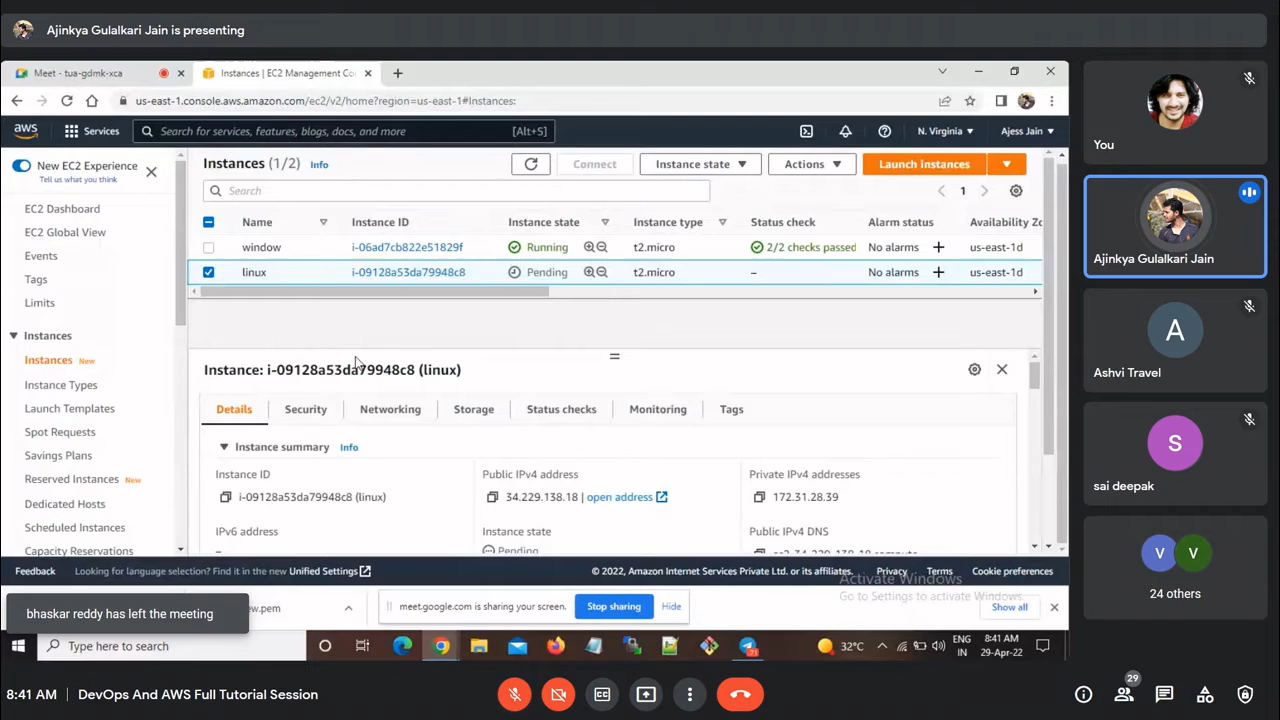 Ajinkya Gulalkari Jain is presenting
Meet - tua-gdmk-xca
Instances | EC2 Management Co
us-east-1.console.aws.amazon.com/ec2/v2/home?region=us-east-1#Instances:
aws
Services
Search for services, features, blogs, docs, and more
[Alt+S]
N. Virginia
Ajess Jain
New EC2 Experience
Tell us what you think
EC2 Dashboard
EC2 Global View
Events
Tags
Limits
Instances
Instances New
Instance Types
Launch Templates
Spot Requests
Savings Plans
Reserved Instances New
Dedicated Hosts
Scheduled Instances
Capacity Reservations
Instances (1/2) Info
Connect
Instance state
Actions
Launch instances
Search
1
Name Instance ID Instance state Instance type Status check Alarm status Availability Zo
window i-06ad7cb822e51829f Running t2.micro 2/2 checks passed No alarms + us-east-1d
linux i-09128a53da79948c8 Pending t2.micro – No alarms + us-east-1d
Instance: i-09128a53da79948c8 (linux)
Details Security Networking Storage Status checks Monitoring Tags
Instance summary Info
Instance ID
i-09128a53da79948c8 (linux)
Public IPv4 address
34.229.138.18 | open address
Private IPv4 addresses
172.31.28.39
IPv6 address
–
Instance state
Pending
Public IPv4 DNS
Feedback
Looking for language selection? Find it in the new Unified Settings
© 2022, Amazon Internet Services Private Ltd. or its affiliates.
Privacy Terms Cookie preferences
Activate Windows
Go to Settings to activate Windows.
ew.pem
meet.google.com is sharing your screen.
Stop sharing
Hide
Show all
bhaskar reddy has left the meeting
Type here to search
32°C
ENG
IN
8:41 AM
29-Apr-22
You
Ajinkya Gulalkari Jain
A
Ashvi Travel
S
sai deepak
V V
24 others
8:41 AM | DevOps And AWS Full Tutorial Session
29